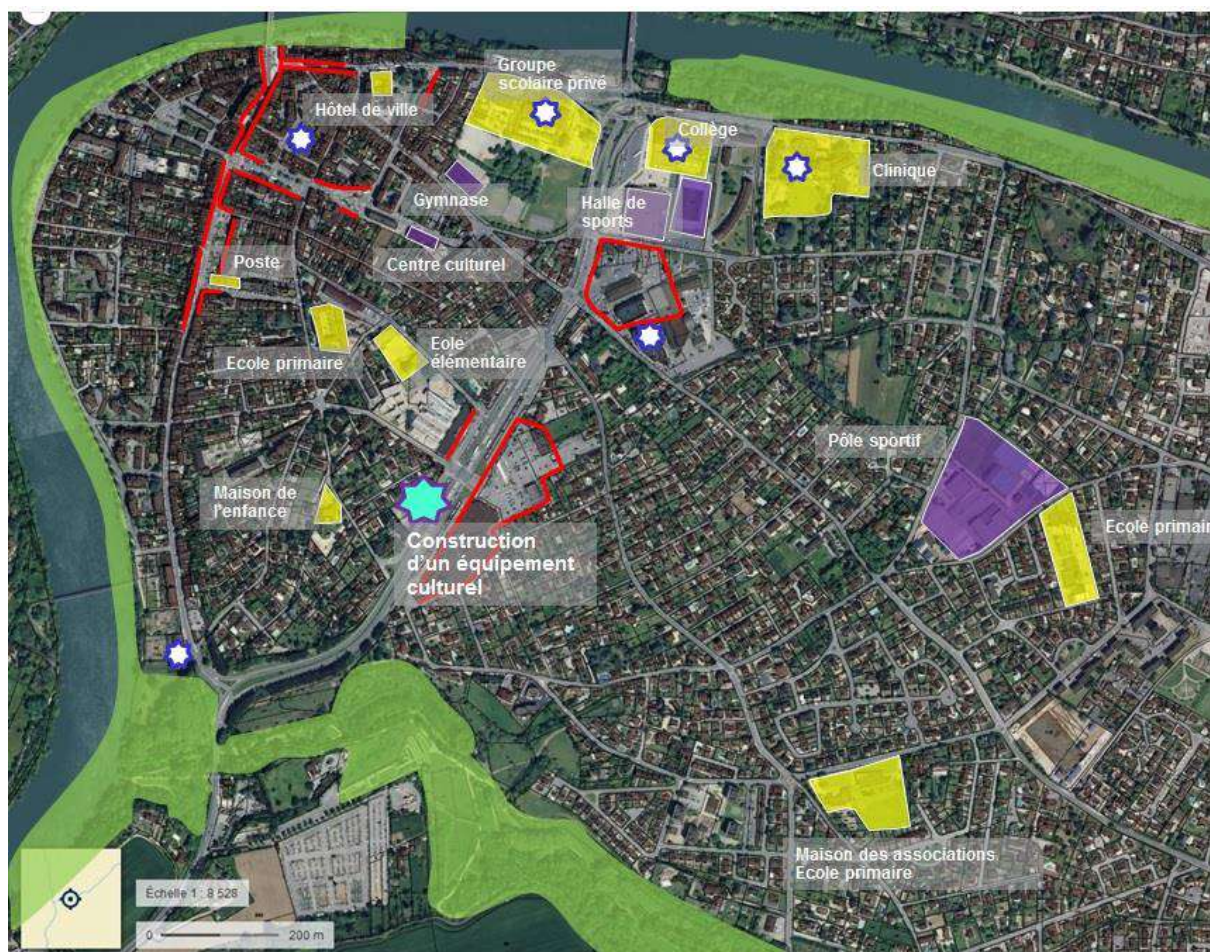 Groupe
scolaire privé
Hôtel de ville
Collège
Clinique
Gymnase
Halle de
sports
Centre culturel
Poste
Ecole primaire
Eole
élémentaire
Pôle sportif
Maison de
l'enfance
Ecole primair
Construction
d'un équipement
culturel
Maison des associations
Ecole primaire
Échelle 1 : 8 528
0 200 m